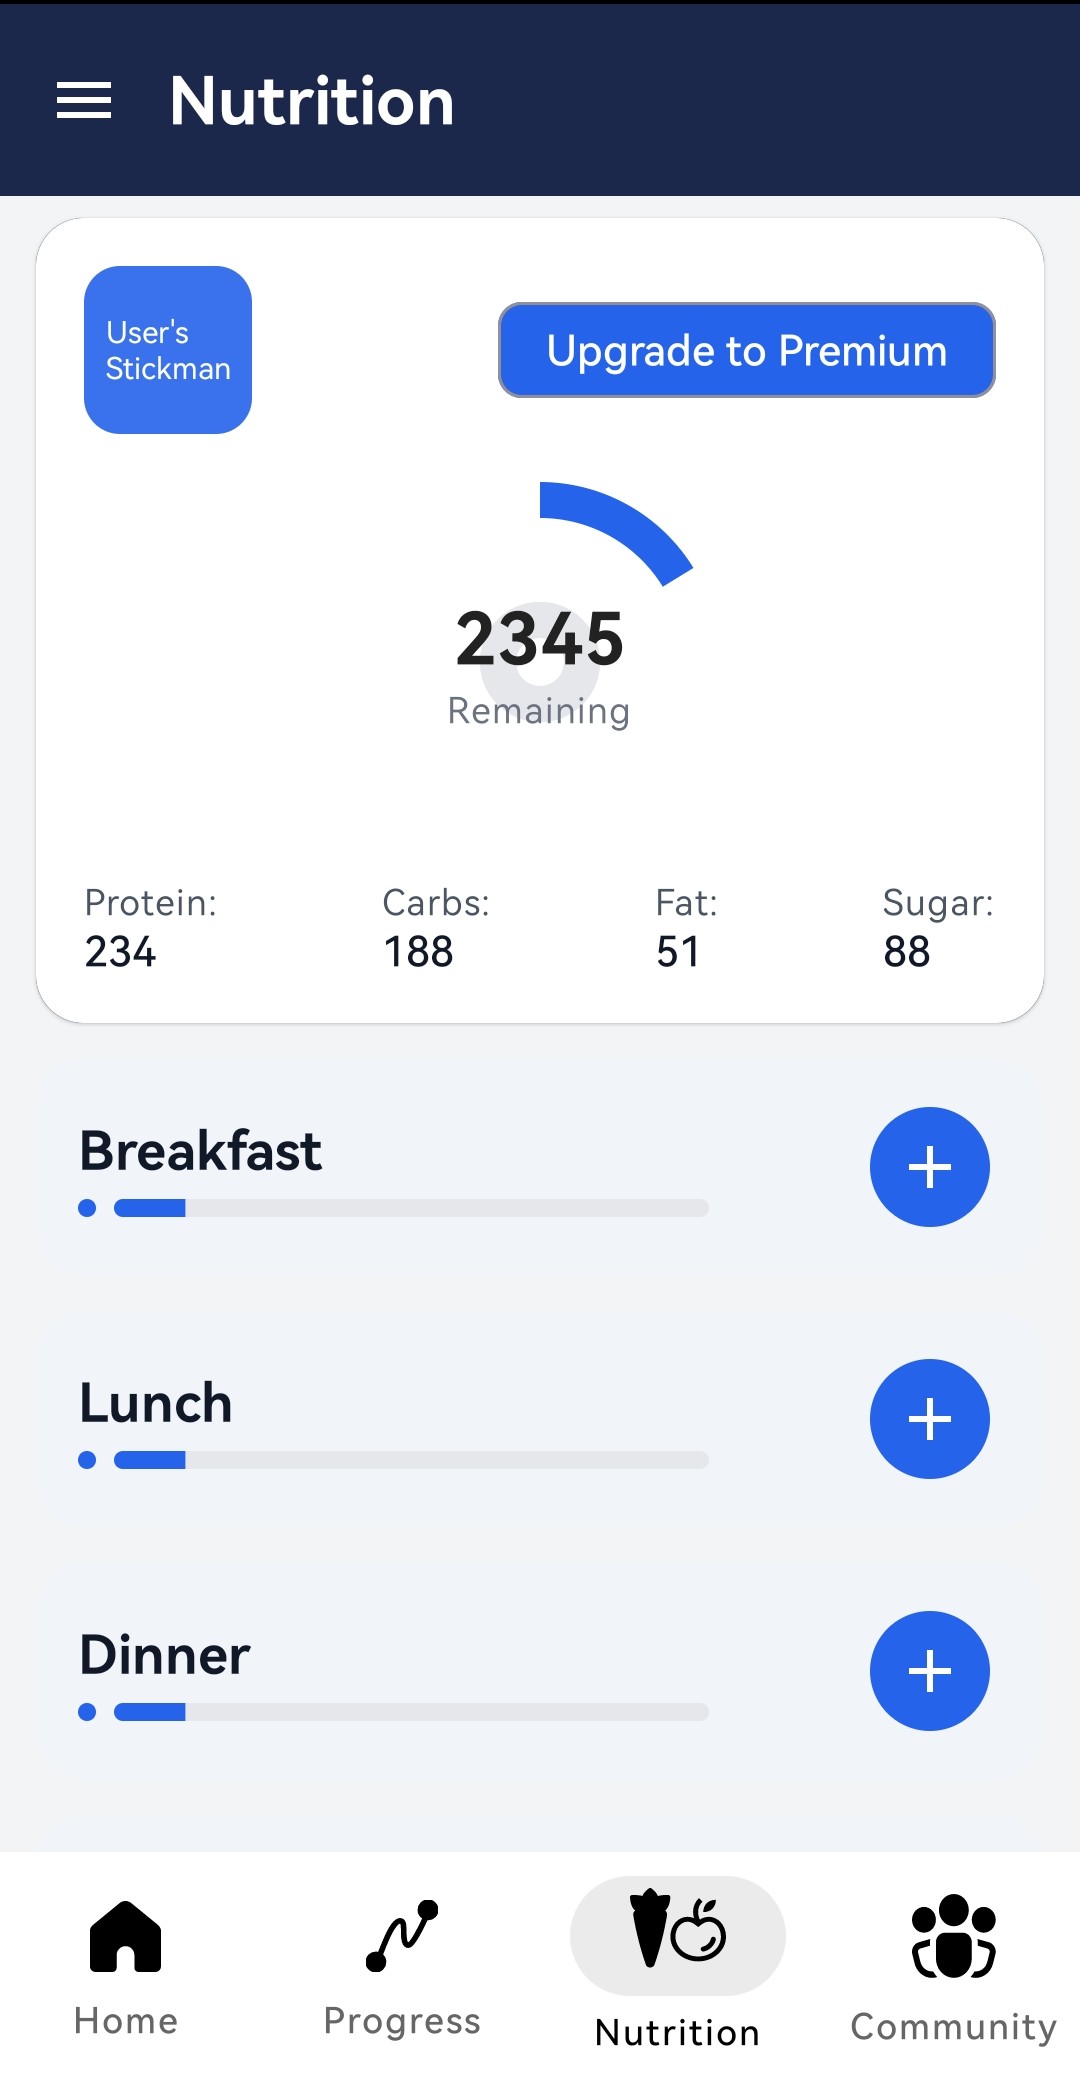 Nutrition
User's
Stickman
Upgrade to Premium
2345
Remaining
Protein:
234
Carbs:
188
Fat:
51
Sugar:
88
Breakfast
Lunch
Dinner
Home
Progress
Nutrition
Community